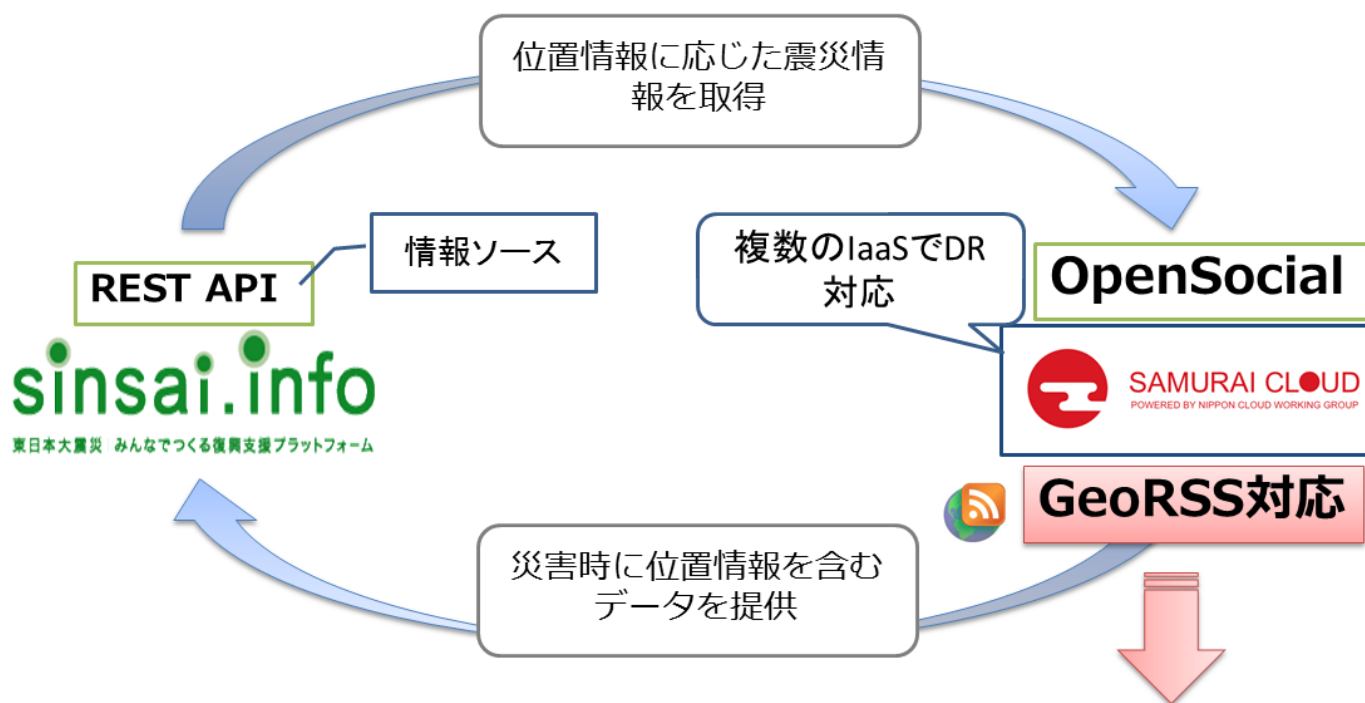 位置情報に応じた震災情
報を取得
情報ソース
REST API
sinsai.info
東日本大震災 みんなでつくる復興支援プラットフォーム
複数のIaaSでDR
対応
OpenSocial
SAMURAI CLOUD
POWERED BY NIPPON CLOUD WORKING GROUP
GeoRSS対応
災害時に位置情報を含む
データを提供